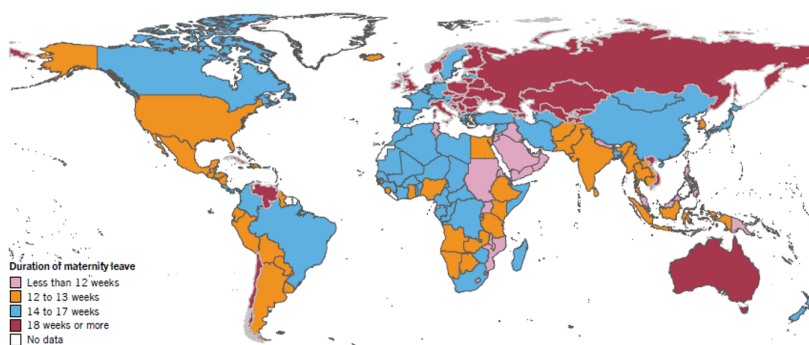 Duration of maternity leave
Less than 12 weeks
12 to 13 weeks
14 to 17 weeks
18 weeks or more
No data